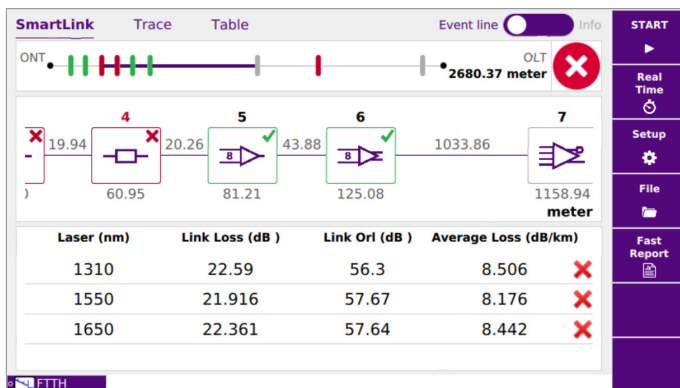 SmartLink Trace Table Event line Info
ONT OLT
2680.37 meter
4 5 6 7
19.94 20.26 43.88 1033.86
8 8
60.95 81.21 125.08 1158.94
meter
Laser (nm) Link Loss (dB ) Link Orl (dB ) Average Loss (dB/km)
1310 22.59 56.3 8.506
1550 21.916 57.67 8.176
1650 22.361 57.64 8.442
FTTH
START
Real
Time
Setup
File
Fast
Report